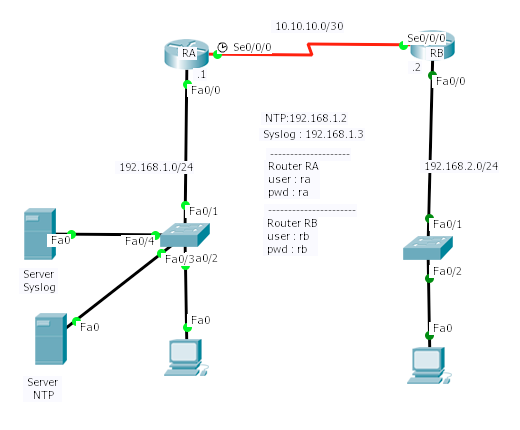 10.10.10.0/30
RA
Se0/0/0
Se0/0/0
RB
.1
.2
Fa0/0
Fa0/0
NTP:192.168.1.2
Syslog : 192.168.1.3
--------------------
Router RA
user : ra
pwd : ra
----------------------
Router RB
user : rb
pwd : rb
192.168.1.0/24
192.168.2.0/24
Fa0/1
Fa0/1
Fa0
Fa0/4
Fa0/3
a0/2
Fa0/2
Server
Syslog
Fa0
Fa0
Fa0
Server
NTP